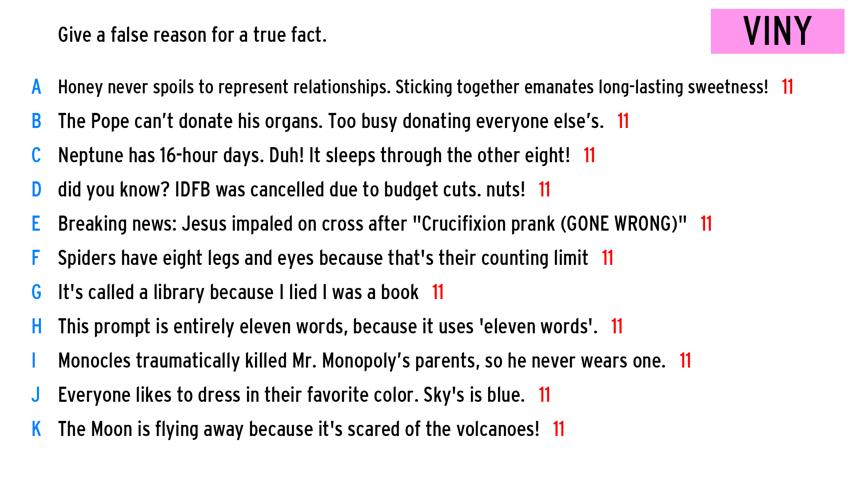 Give a false reason for a true fact.
VINY
A Honey never spoils to represent relationships. Sticking together emanates long-lasting sweetness! 11
B The Pope can’t donate his organs. Too busy donating everyone else’s. 11
C Neptune has 16-hour days. Duh! It sleeps through the other eight! 11
D did you know? IDFB was cancelled due to budget cuts. nuts! 11
E Breaking news: Jesus impaled on cross after "Crucifixion prank (GONE WRONG)" 11
F Spiders have eight legs and eyes because that's their counting limit 11
G It's called a library because I lied I was a book 11
H This prompt is entirely eleven words, because it uses 'eleven words'. 11
I Monocles traumatically killed Mr. Monopoly’s parents, so he never wears one. 11
J Everyone likes to dress in their favorite color. Sky's is blue. 11
K The Moon is flying away because it's scared of the volcanoes! 11